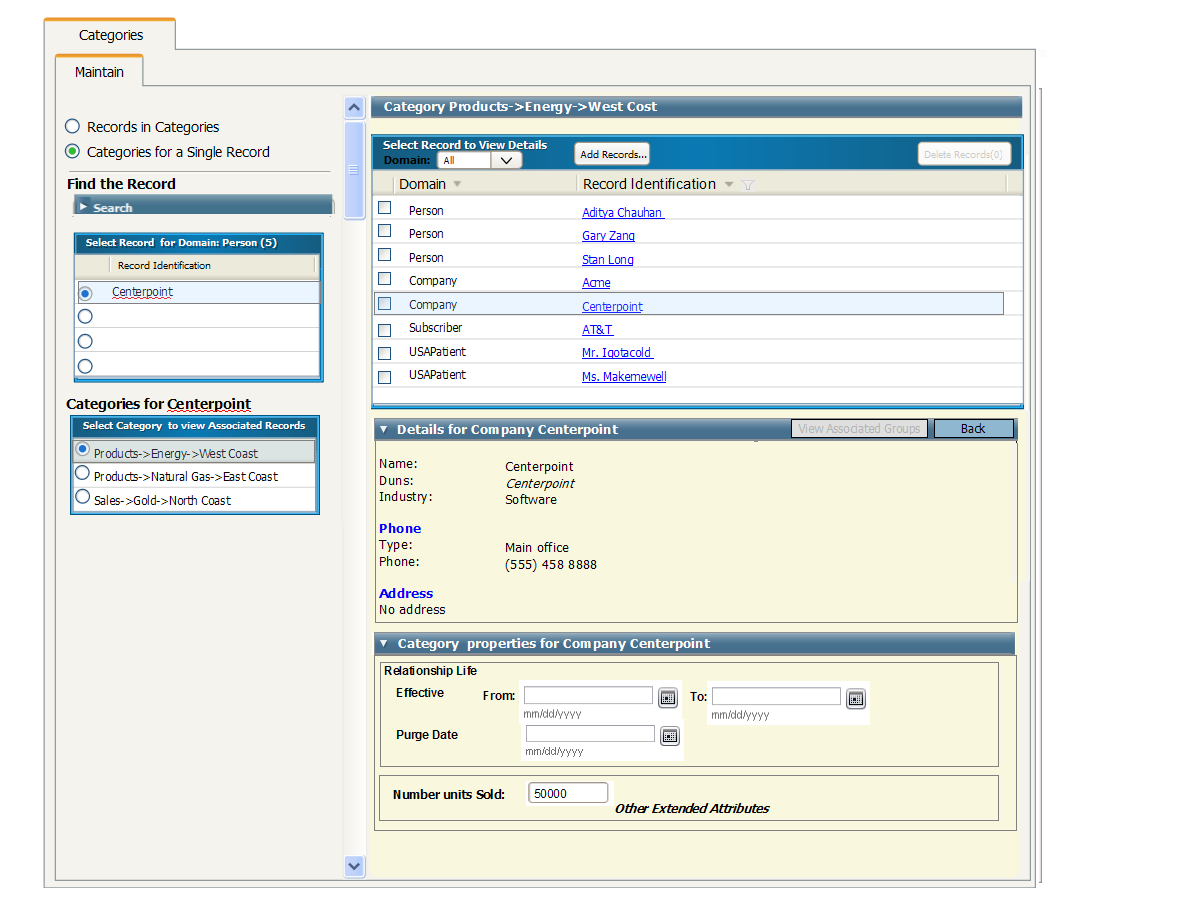 Categories
Maintain
Records in Categories
Categories for a Single Record
Find the Record
Search
Select Record for Domain: Person (5)
Record Identification
Centerpoint
Categories for Centerpoint
Select Category to view Associated Records
Products->Energy->West Coast
Products->Natural Gas->East Coast
Sales->Gold->North Coast
Category Products->Energy->West Cost
Select Record to View Details
Domain: All Add Records... Delete Records(0)
Domain Record Identification
Person Aditya Chauhan
Person Gary Zang
Person Stan Long
Company Acme
Company Centerpoint
Subscriber AT&T
USAPatient Mr. Igotacold
USAPatient Ms. Makemewell
Details for Company Centerpoint View Associated Groups Back
Name: Centerpoint
Duns: Centerpoint
Industry: Software
Phone
Type: Main office
Phone: (555) 458 8888
Address
No address
Category properties for Company Centerpoint
Relationship Life
Effective From: To:
mm/dd/yyyy mm/dd/yyyy
Purge Date
mm/dd/yyyy
Number units Sold: 50000
Other Extended Attributes